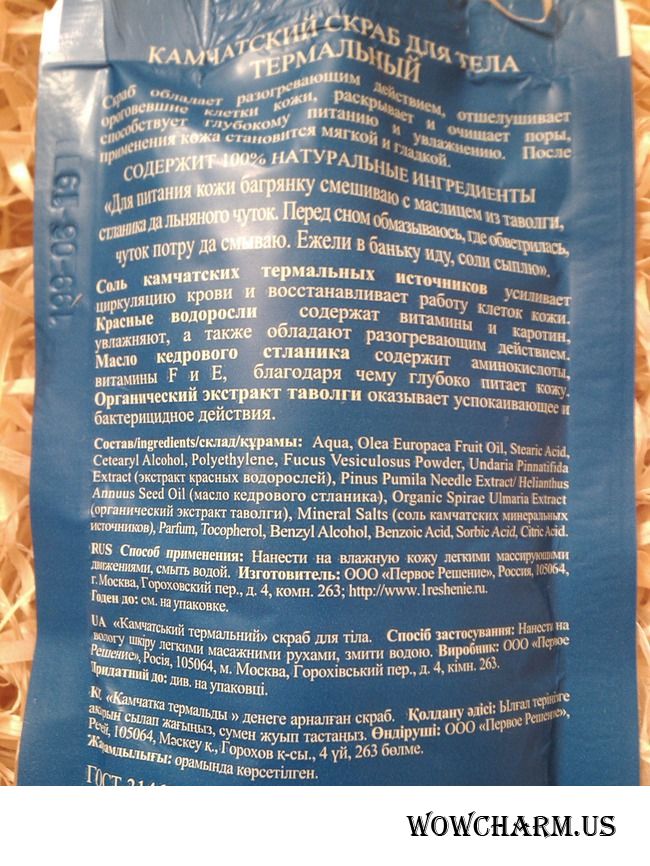 КАМЧАТСКИЙ СКРАБ ДЛЯ ТЕЛА
ТЕРМАЛЬНЫЙ
Скраб обладает разогревающим действием, отшелушивает
ороговевшие клетки кожи, раскрывает и очищает поры,
способствует глубокому питанию и увлажнению. После
применения кожа становится мягкой и гладкой.
СОДЕРЖИТ 100% НАТУРАЛЬНЫЕ ИНГРЕДИЕНТЫ
«Для питания кожи багрянку смешиваю с маслицем из таволги,
стланика да льняного чуток. Перед сном обмазываюсь, где обветрилась,
чуток потру да смываю. Ежели в баньку иду, соли сыплю».
Соль камчатских термальных источников усиливает
циркуляцию крови и восстанавливает работу клеток кожи.
Красные водоросли содержат витамины и каротин,
увлажняют, а также обладают разогревающим действием.
Масло кедрового стланика содержит аминокислоты,
витамины F и E, благодаря чему глубоко питает кожу.
Органический экстракт таволги оказывает успокаивающее и
бактерицидное действия.
Состав/ingredients/склад/құрамы: Aqua, Olea Europaea Fruit Oil, Stearic Acid,
Cetearyl Alcohol, Polyethylene, Fucus Vesiculosus Powder, Undaria Pinnatifida
Extract (экстракт красных водорослей), Pinus Pumila Needle Extract/ Helianthus
Annuus Seed Oil (масло кедрового стланика), Organic Spirae Ulmaria Extract
(органический экстракт таволги), Mineral Salts (соль камчатских минеральных
источников), Parfum, Tocopherol, Benzyl Alcohol, Benzoic Acid, Sorbic Acid, Citric Acid.
RUS Способ применения: Нанести на влажную кожу легкими массирующими
движениями, смыть водой. Изготовитель: ООО «Первое Решение», Россия, 105064,
г. Москва, Гороховский пер., д. 4, комн. 263; http://www.1reshenie.ru.
Годен до: см. на упаковке.
UA «Камчатський термальний» скраб для тіла. Спосіб застосування: Нанести на
вологу шкіру легкими масажними рухами, змити водою. Виробник: ООО «Первое
Решение», Росія, 105064, м. Москва, Горохівський пер., д. 4, кімн. 263.
Придатний до: див. на упаковці.
KZ «Камчатка термальды » денеге арналған скраб. Қолдану әдісі: Ылғал теріңізге
ақырын сылап жағыңыз, сумен жуып тастаңыз. Өндіруші: ООО «Первое Решение»,
Ресей, 105064, Мәскеу қ., Горохов қ-сы., 4 үй, 263 бөлме.
Жарамдылығы: орамында көрсетілген.
ГОСТ
WOWCHARM.US